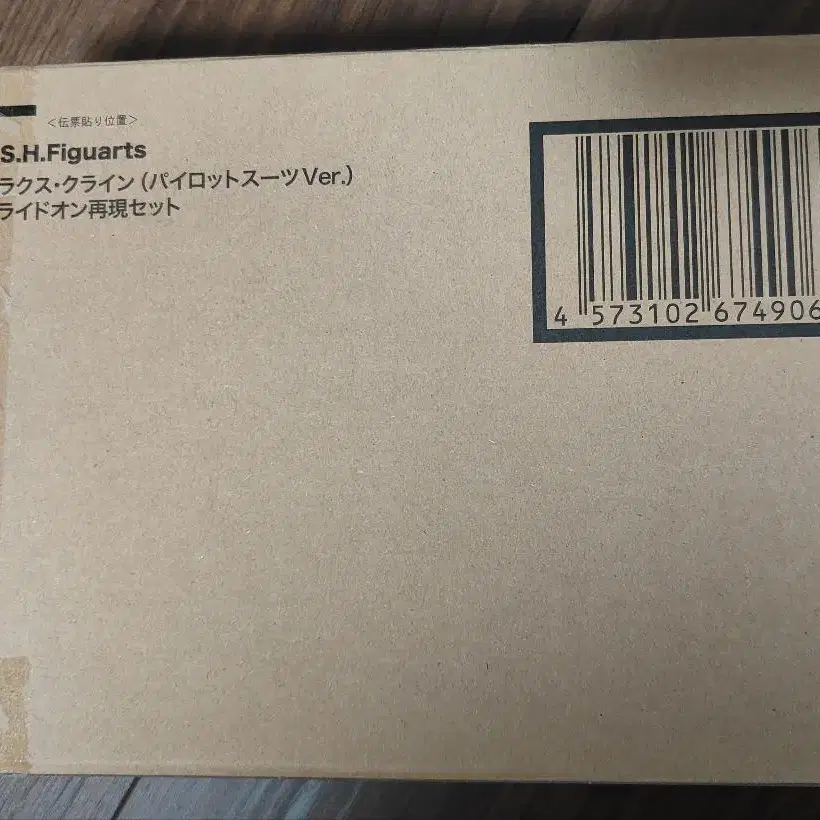 <伝票貼り位置>
S.H.Figuarts
ラクス・クライン(パイロットスーツVer.)
ライドオン再現セット
4 573102 674906